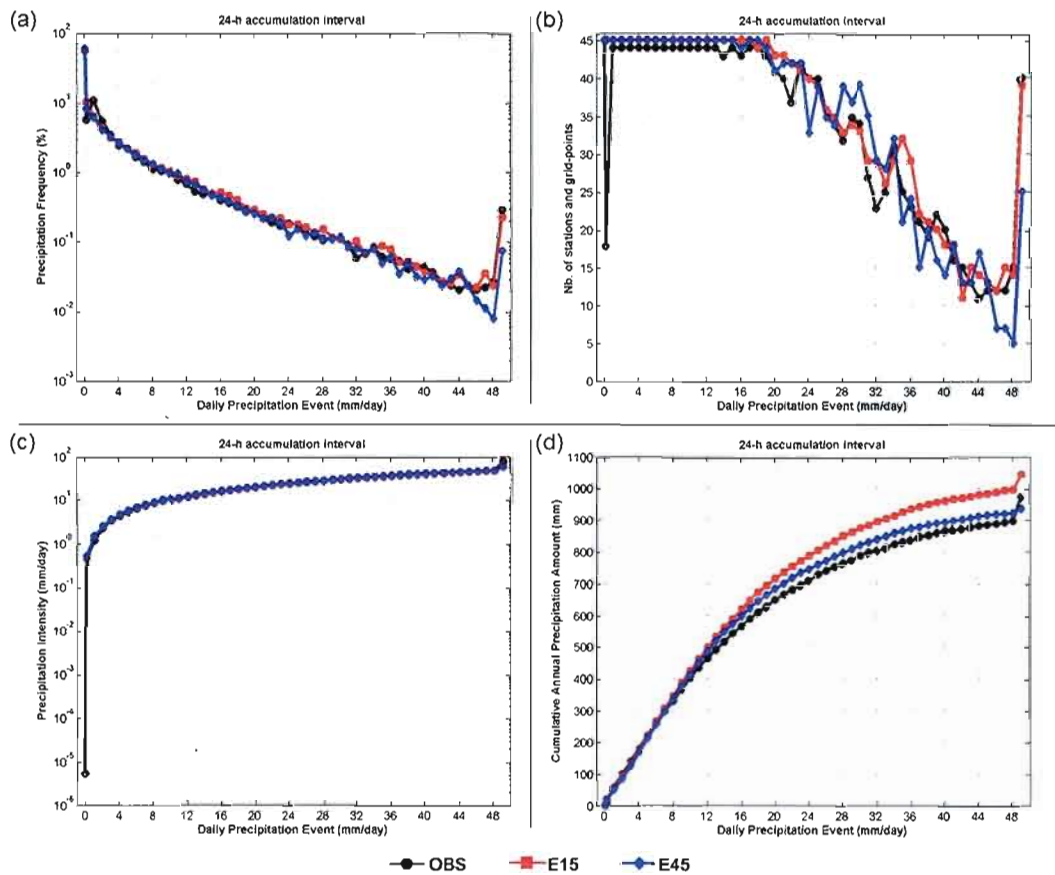 (a)
24-h accumulation interval
Precipitation Frequency (%)
10^2
10^1
10^0
10^-1
10^-2
10^-3
0 4 8 12 16 20 24 28 32 36 40 44 48
Daily Precipitation Event (mm/day)
(b)
24-h accumulation interval
Nb. of stations and grid-points
45
40
35
30
25
20
15
10
5
0
0 4 8 12 16 20 24 28 32 36 40 44 48
Daily Precipitation Event (mm/day)
(c)
24-h accumulation interval
Precipitation Intensity (mm/day)
10^2
10^1
10^0
10^-1
10^-2
10^-3
10^-4
10^-5
10^-6
0 4 8 12 16 20 24 28 32 36 40 44 48
Daily Precipitation Event (mm/day)
(d)
24-h accumulation interval
Cumulative Annual Precipitation Amount (mm)
1100
1000
900
800
700
600
500
400
300
200
100
0
0 4 8 12 16 20 24 28 32 36 40 44 48
Daily Precipitation Event (mm/day)
OBS E15 E45